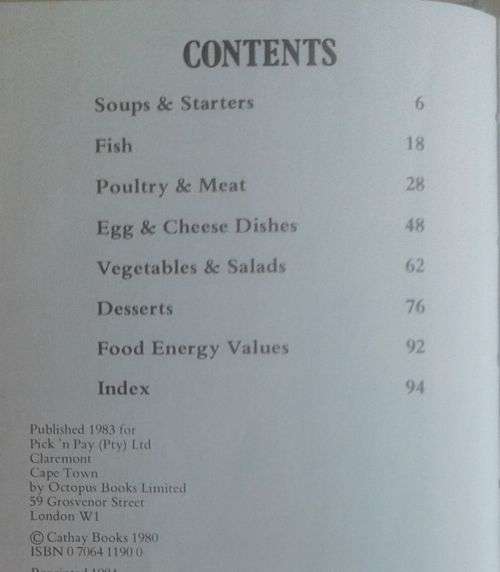 CONTENTS
Soups & Starters 6
Fish 18
Poultry & Meat 28
Egg & Cheese Dishes 48
Vegetables & Salads 62
Desserts 76
Food Energy Values 92
Index 94
Published 1983 for
Pick 'n Pay (Pty) Ltd
Claremont
Cape Town
by Octopus Books Limited
59 Grosvenor Street
London W1
© Cathay Books 1980
ISBN 0 7064 1190 0